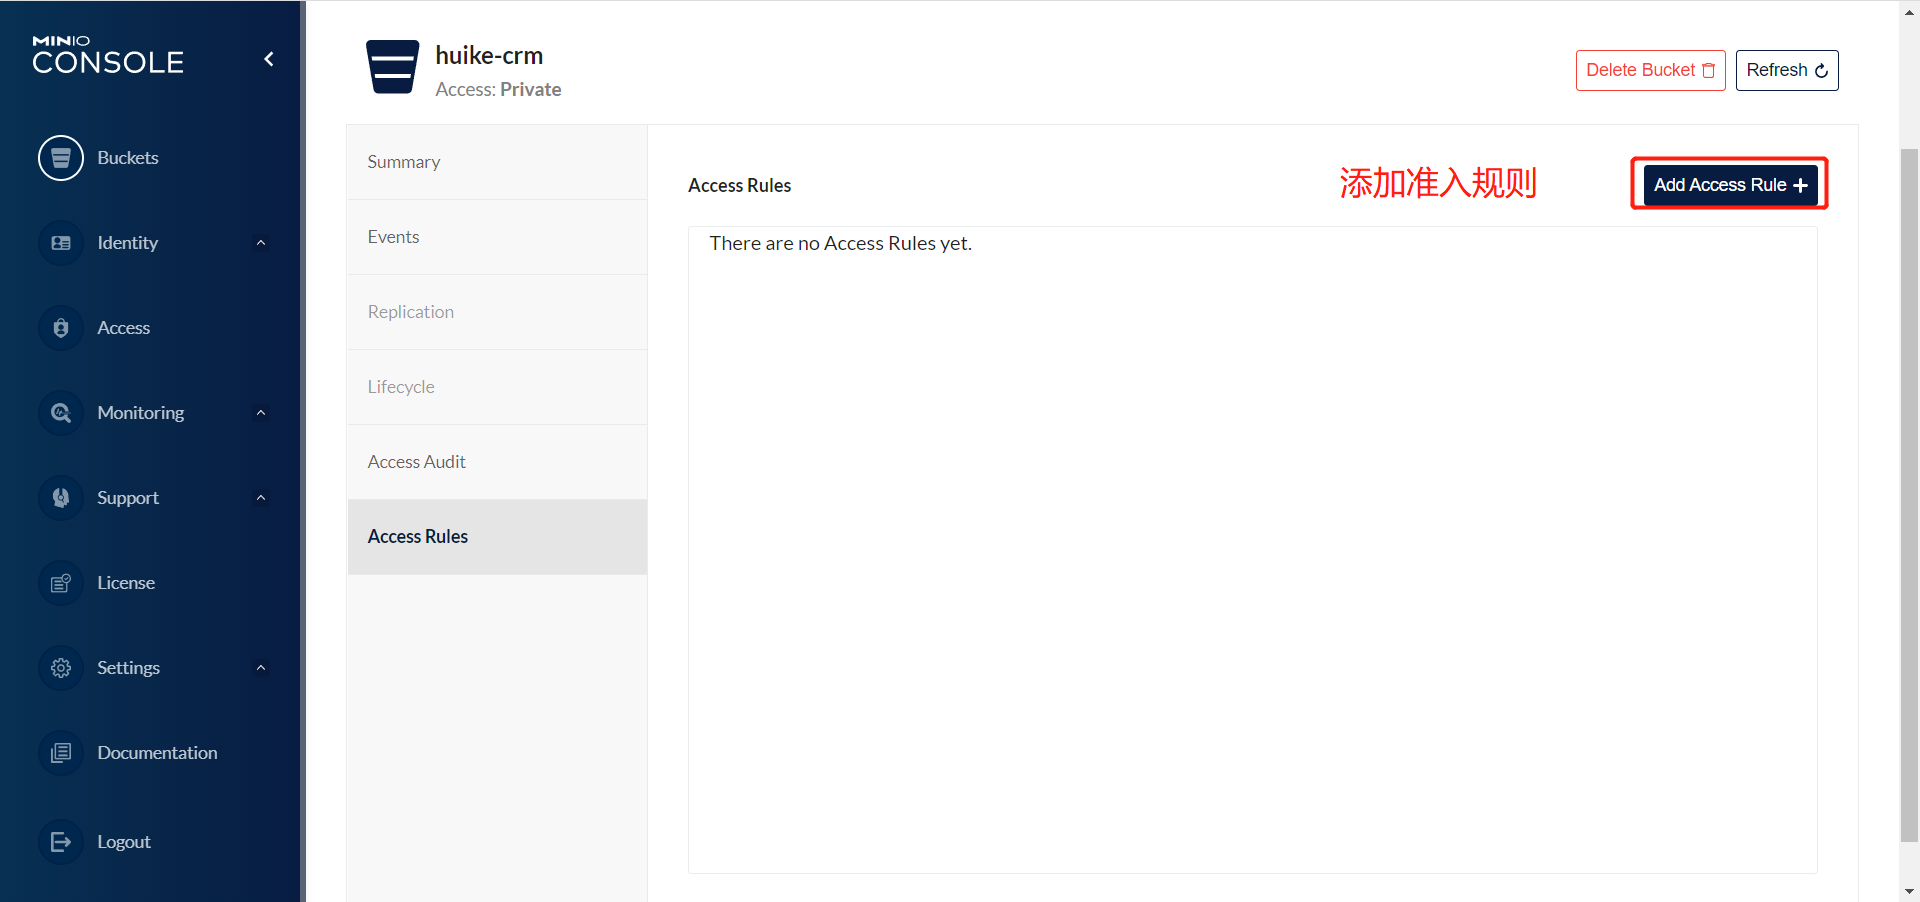 MINIO
CONSOLE
Buckets
Identity
Access
Monitoring
Support
License
Settings
Documentation
Logout
huike-crm
Access: Private
Delete Bucket
Refresh
Summary
Events
Replication
Lifecycle
Access Audit
Access Rules
Access Rules
添加准入规则
Add Access Rule
There are no Access Rules yet.